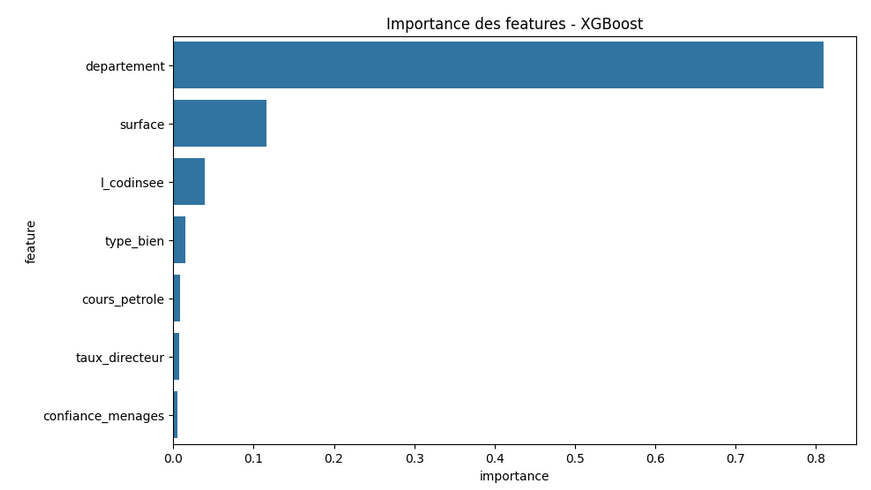 Importance des features - XGBoost
departement
surface
l_codinsee
type_bien
cours_petrole
taux_directeur
confiance_menages
feature
0.0 0.1 0.2 0.3 0.4 0.5 0.6 0.7 0.8
importance